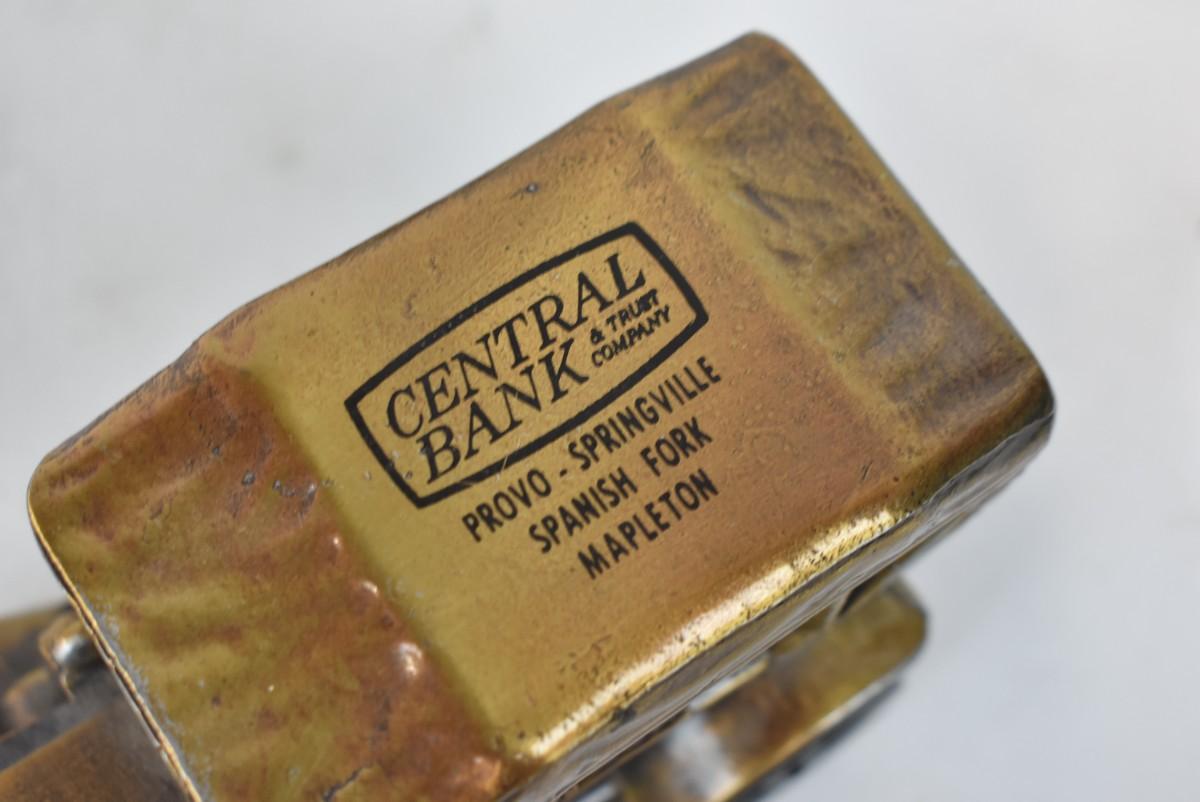 CENTRAL
BANK & TRUST COMPANY
PROVO - SPRINGVILLE
SPANISH FORK
MAPLETON